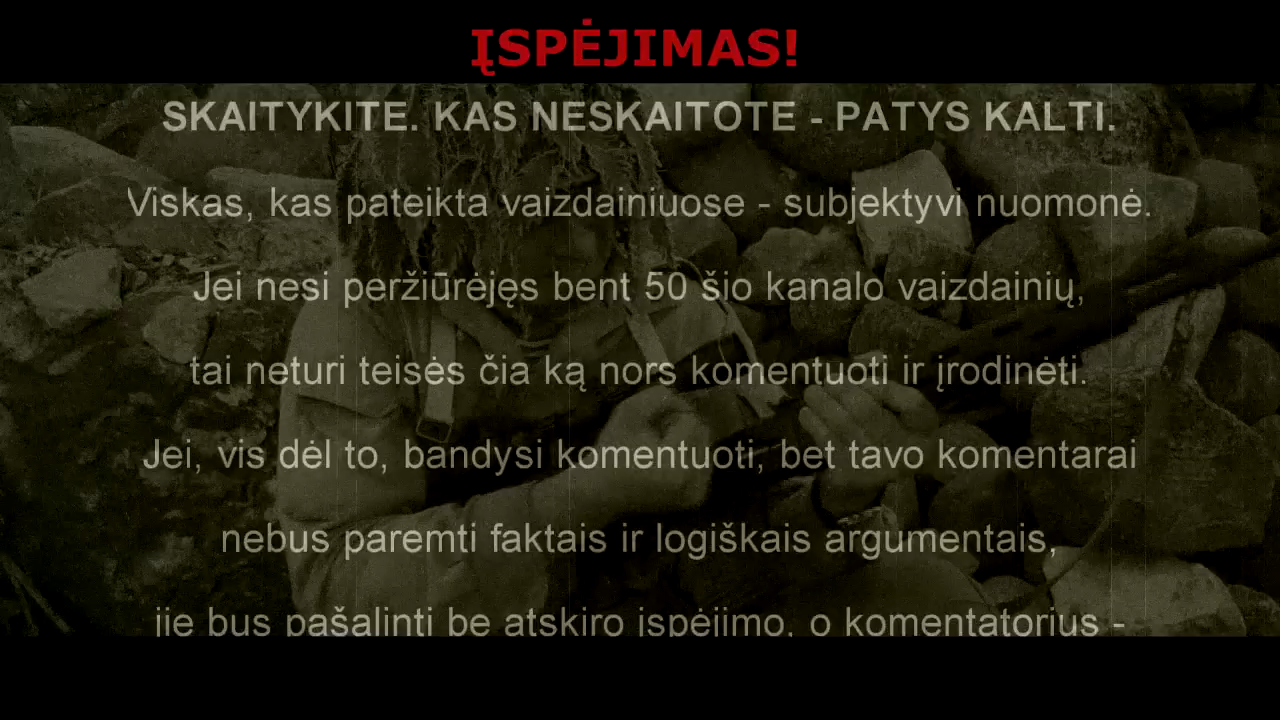 ĮSPĖJIMAS!
SKAITYKITE. KAS NESKAITOTE - PATYS KALTI.
Viskas, kas pateikta vaizdainiuose - subjektyvi nuomonė.
Jei nesi peržiūrėjęs bent 50 šio kanalo vaizdainių,
tai neturi teisės čia ką nors komentuoti ir įrodinėti.
Jei, vis dėl to, bandysi komentuoti, bet tavo komentarai
nebus paremti faktais ir logiškais argumentais,
jie bus pašalinti be atskiro įspėjimo, o komentatorius -